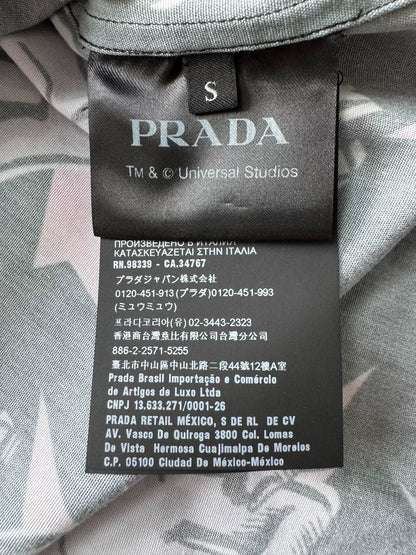 S
PRADA
TM & © Universal Studios
ПРОИЗВЕДЕНО В ИТАЛИЯ
ΚΑΤΑΣΚΕΥΑΖΕΤΑΙ ΣΤΗΝ ΙΤΑΛΙΑ
RN.98339 - CA.34767
プラダジャパン株式会社
0120-451-913 (プラダ) 0120-451-993
(ミュウミュウ)
프라다코리아(유) 02-3443-2323
香港商台灣彪比有限公司台灣分公司
886-2-2571-5255
臺北市中山區中山北路二段44號12樓A室
Prada Brasil Importação e Comércio
de Artigos de Luxo Ltda
CNPJ 13.633.271/0001-26
PRADA RETAIL MÉXICO, S DE RL DE CV
AV. Vasco De Quiroga 3800 Col. Lomas
De Vista Hermosa Cuajimalpa De Morelos
C.P. 05100 Ciudad De México-México